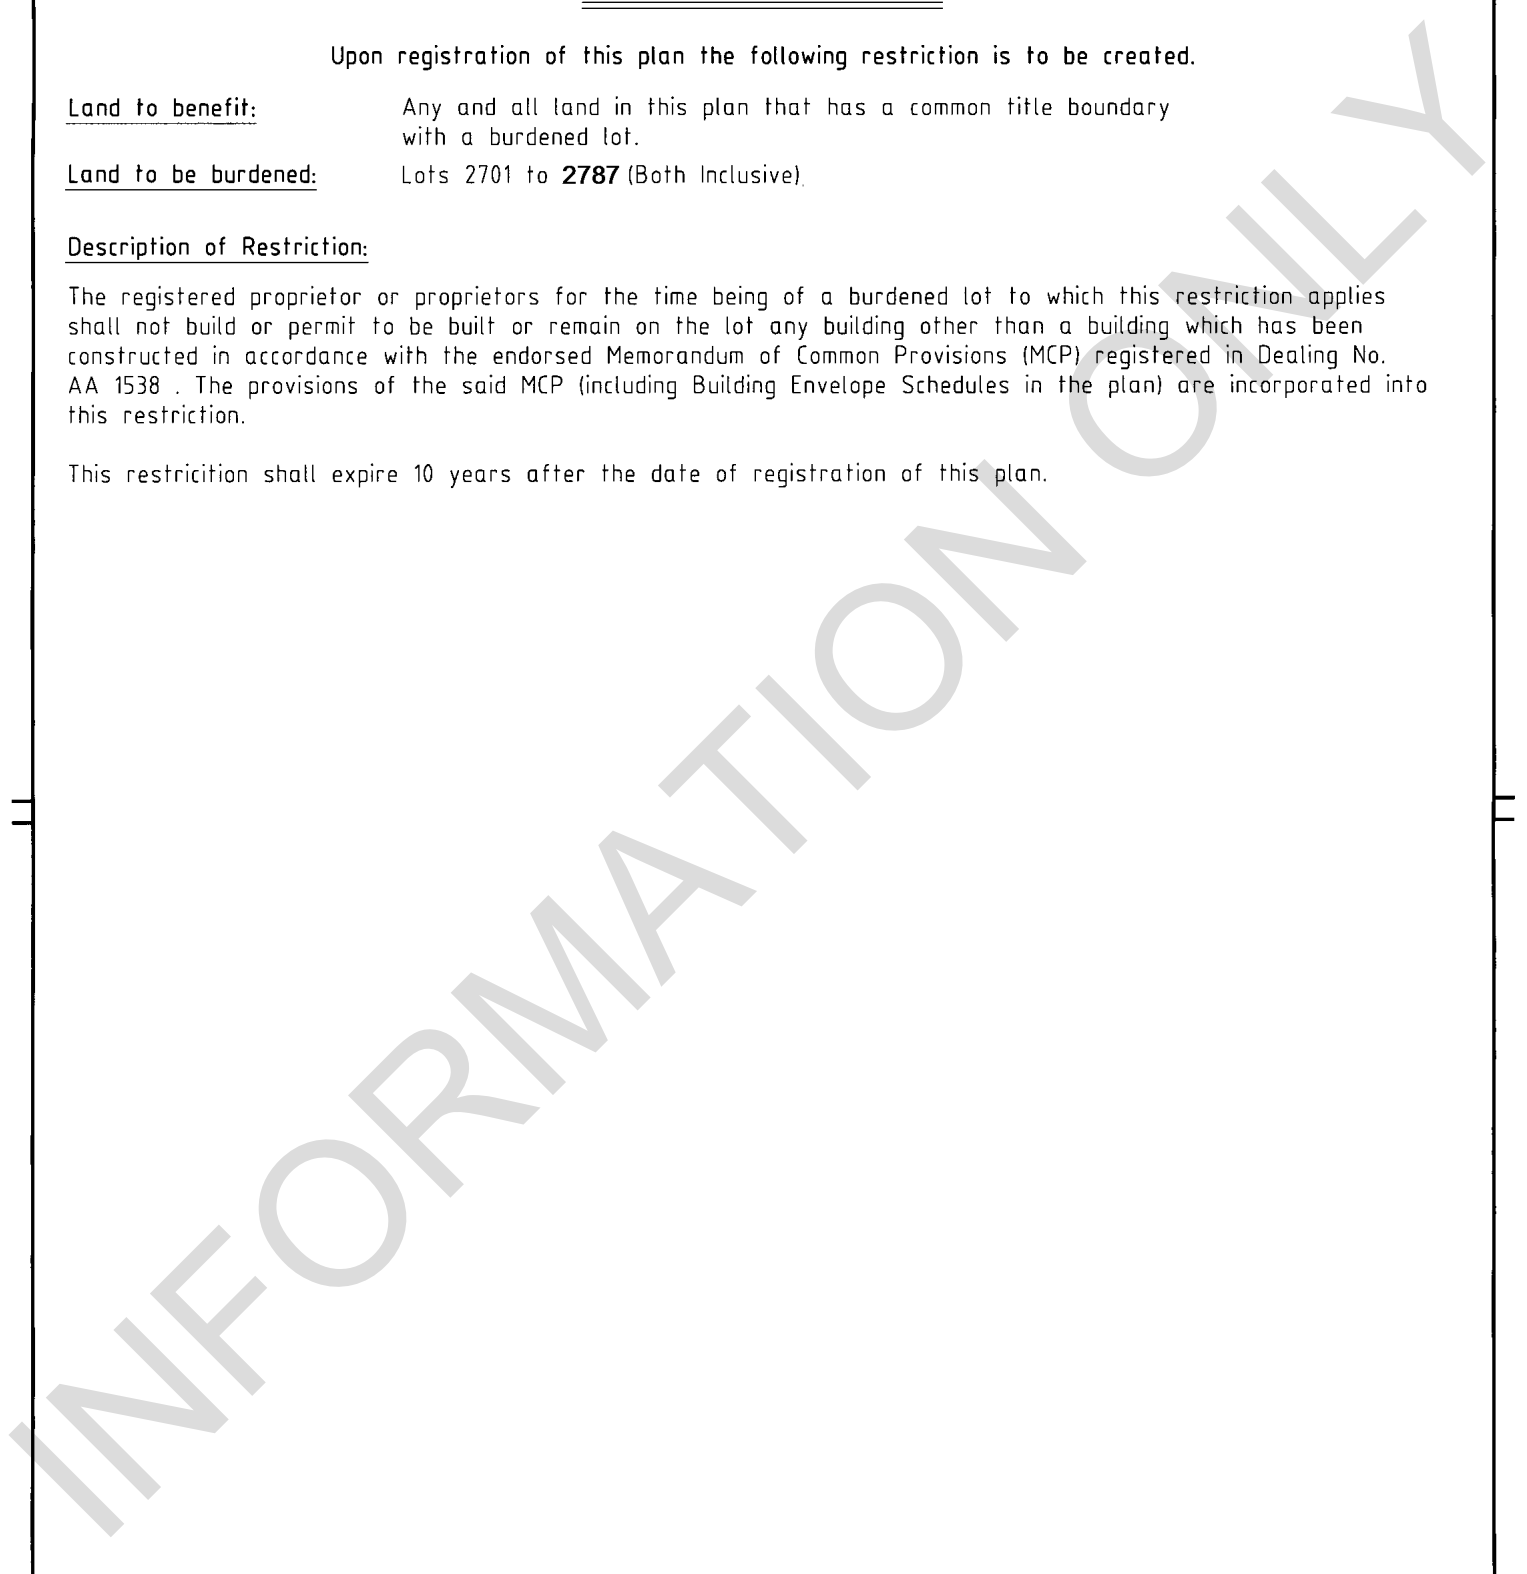 Upon registration of this plan the following restriction is to be created.
Land to benefit: Any and all land in this plan that has a common title boundary
with a burdened lot.
Land to be burdened: Lots 2701 to 2787 (Both Inclusive).
Description of Restriction:
The registered proprietor or proprietors for the time being of a burdened lot to which this restriction applies
shall not build or permit to be built or remain on the lot any building other than a building which has been
constructed in accordance with the endorsed Memorandum of Common Provisions (MCP) registered in Dealing No.
AA 1538 . The provisions of the said MCP (including Building Envelope Schedules in the plan) are incorporated into
this restriction.
This restricition shall expire 10 years after the date of registration of this plan.
INFORMATION ONLY